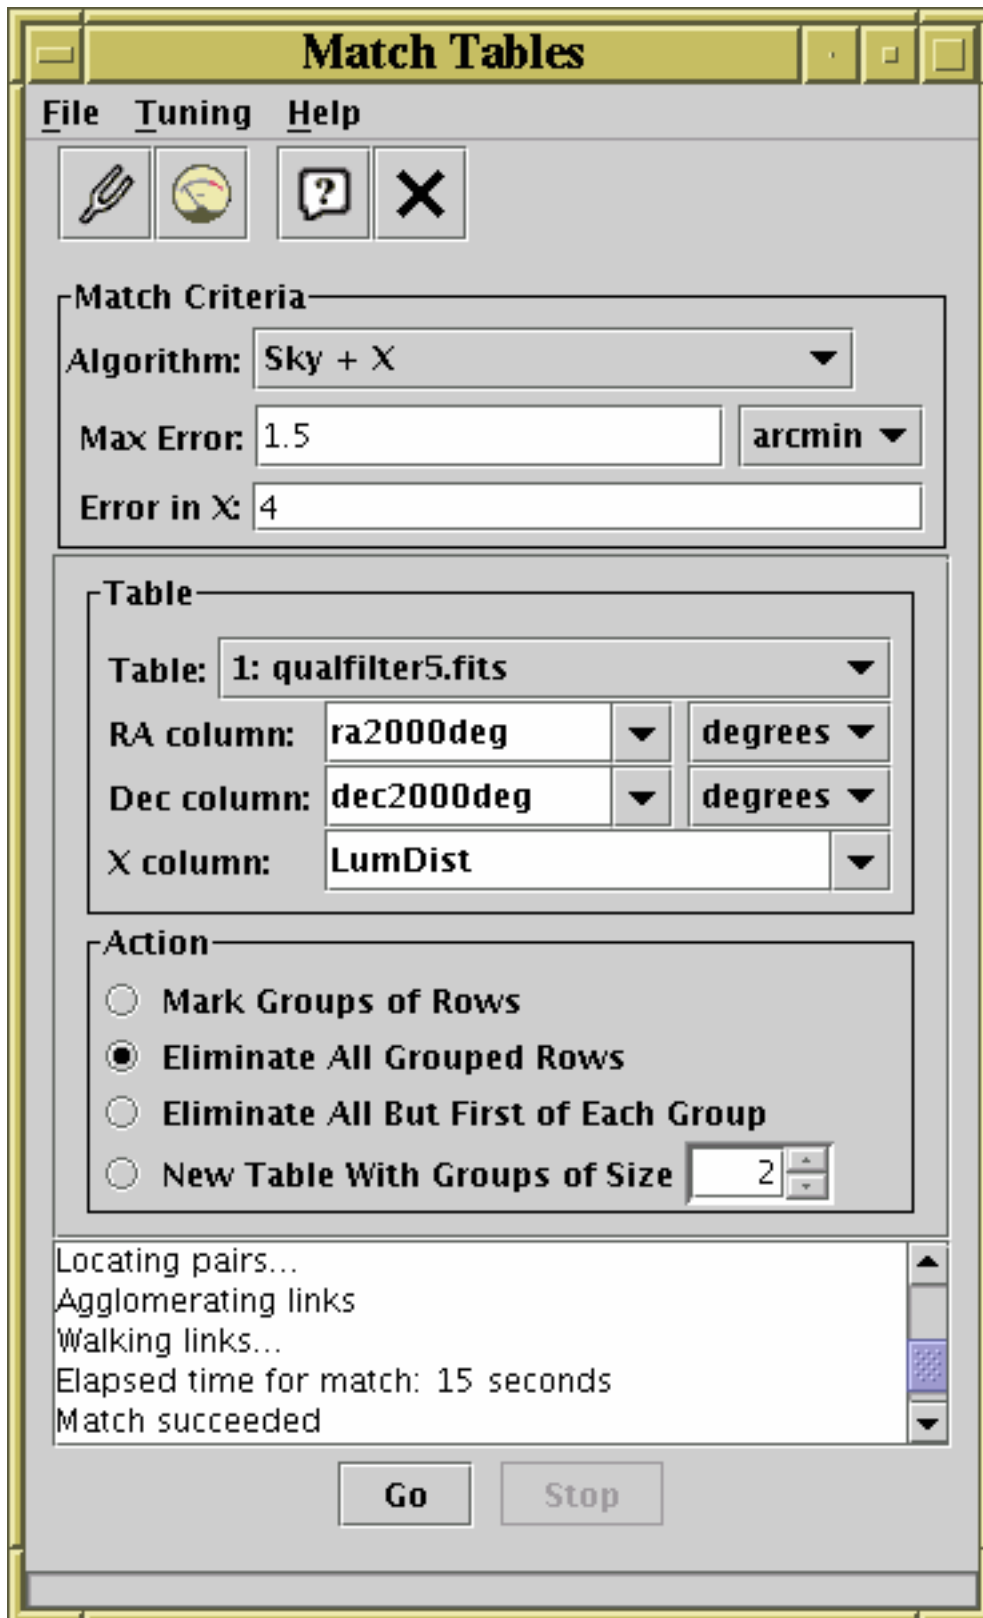 Match Tables
File Tuning Help
?
Match Criteria
Algorithm: Sky + X
Max Error: 1.5 arcmin
Error in X: 4
Table
Table: 1: qualfilter5.fits
RA column: ra2000deg degrees
Dec column: dec2000deg degrees
X column: LumDist
Action
Mark Groups of Rows
Eliminate All Grouped Rows
Eliminate All But First of Each Group
New Table With Groups of Size 2
Locating pairs...
Agglomerating links
Walking links...
Elapsed time for match: 15 seconds
Match succeeded
Go Stop